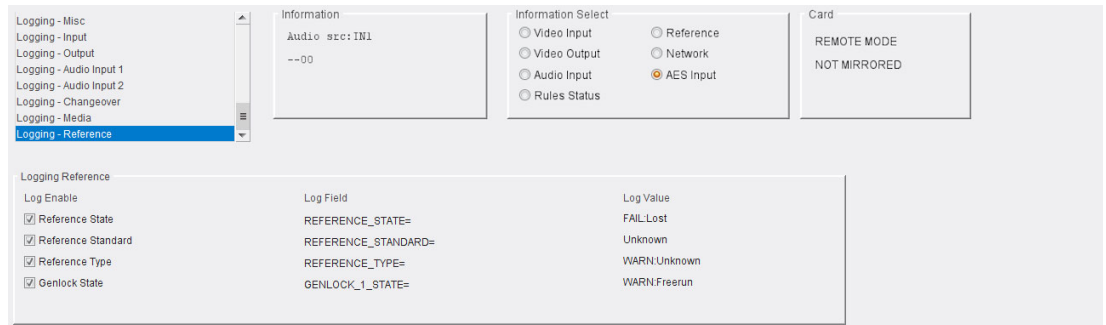 Logging - Misc
Logging - Input
Logging - Output
Logging - Audio Input 1
Logging - Audio Input 2
Logging - Changeover
Logging - Media
Logging - Reference
Information
Audio src:IN1
--00
Information Select
Video Input
Reference
Video Output
Network
Audio Input
AES Input
Rules Status
Card
REMOTE MODE
NOT MIRRORED
Logging Reference
Log Enable Log Field Log Value
Reference State REFERENCE_STATE= FAIL:Lost
Reference Standard REFERENCE_STANDARD= Unknown
Reference Type REFERENCE_TYPE= WARN:Unknown
Genlock State GENLOCK_1_STATE= WARN:Freerun